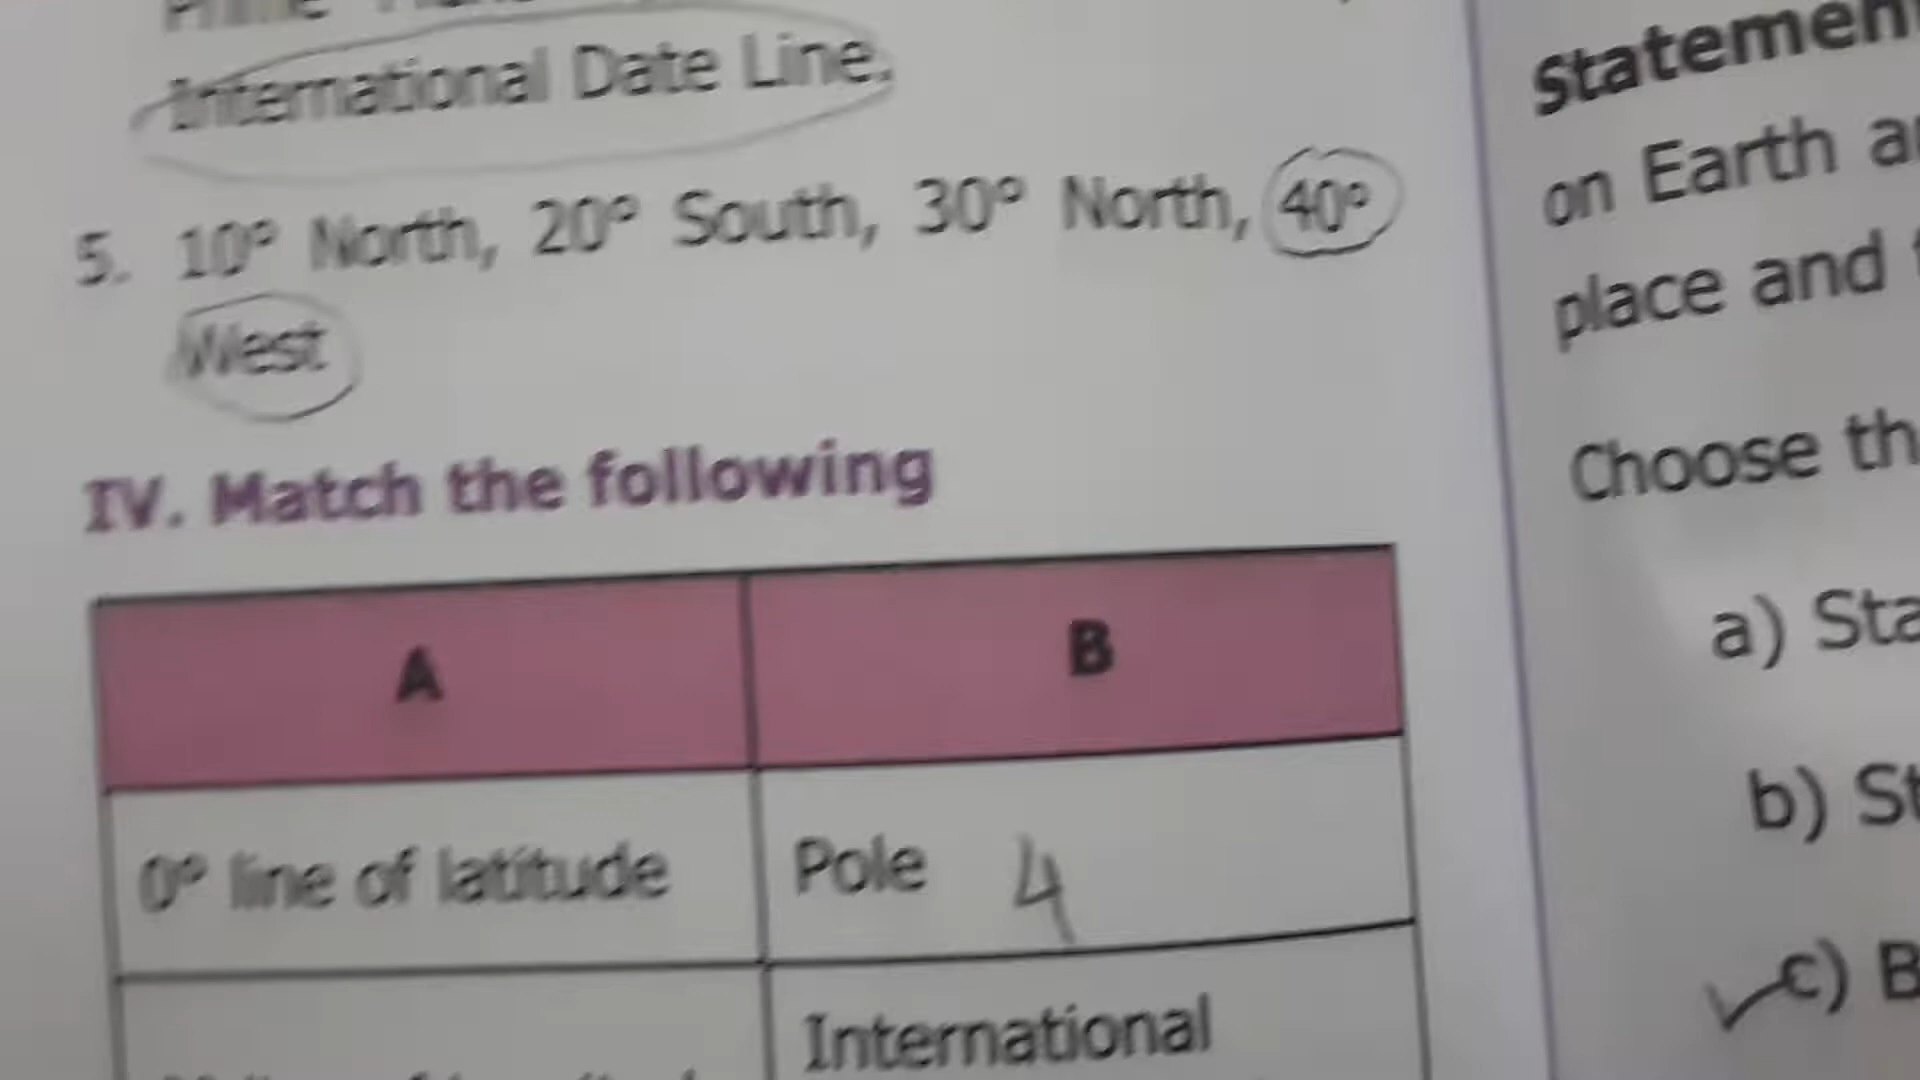 International Date Line.
5. 10° North, 20° South, 30° North, 40°
West
IV. Match the following
A B
0° line of latitude Pole 4
International
Statemen
on Earth a
place and
Choose th
a) Sta
b) St
c) B